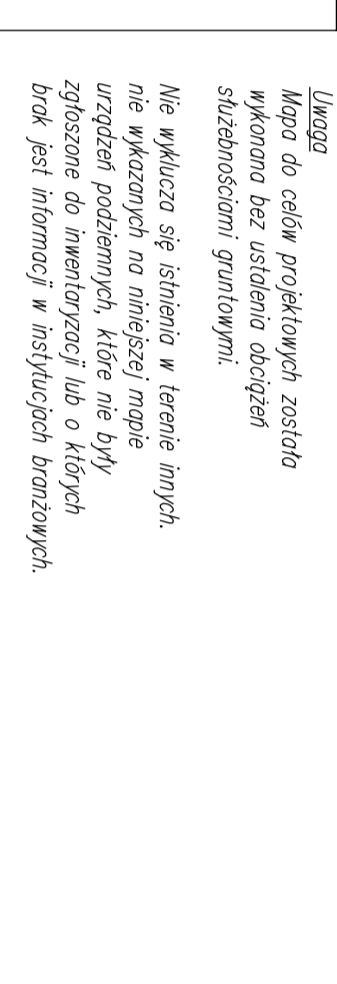 Uwaga
Mapa do celów projektowych została
wykonana bez ustalenia obciążeń
służebnościami gruntowymi.
Nie wyklucza się istnienia w terenie innych.
nie wykazanych na niniejszej mapie
urządzeń podziemnych, które nie były
zgłoszone do inwentaryzacji lub o których
brak jest informacji w instytucjach branżowych.